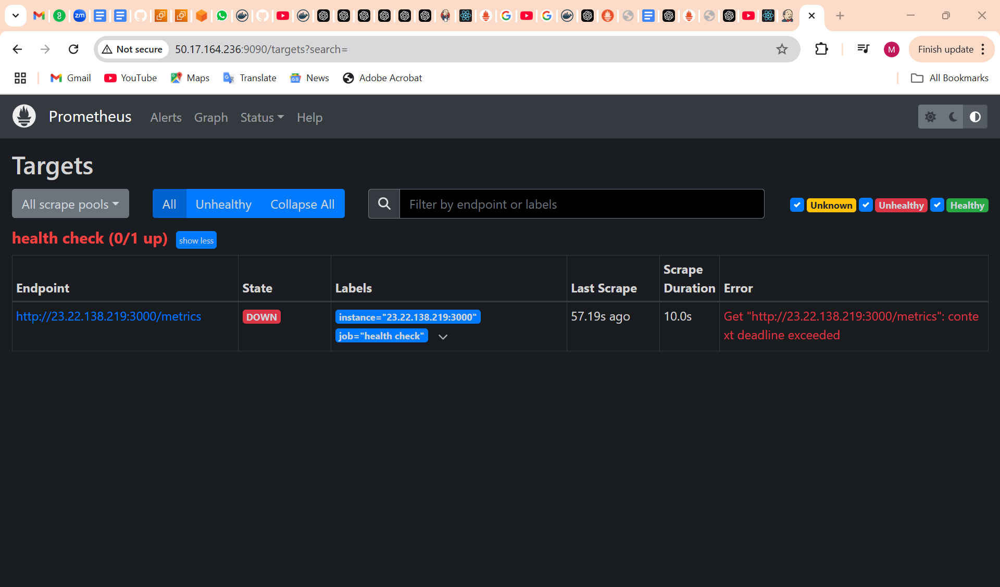 zm
Not secure
50.17.164.236:9090/targets?search=
M
Finish update
Gmail
YouTube
Maps
Translate
News
Adobe Acrobat
All Bookmarks
Prometheus
Alerts
Graph
Status
Help
Targets
All scrape pools
All
Unhealthy
Collapse All
Filter by endpoint or labels
Unknown
Unhealthy
Healthy
health check (0/1 up)
show less
Endpoint
State
Labels
Last Scrape
Scrape
Duration
Error
http://23.22.138.219:3000/metrics
DOWN
instance="23.22.138.219:3000"
job="health check"
57.19s ago
10.0s
Get "http://23.22.138.219:3000/metrics": conte
xt deadline exceeded